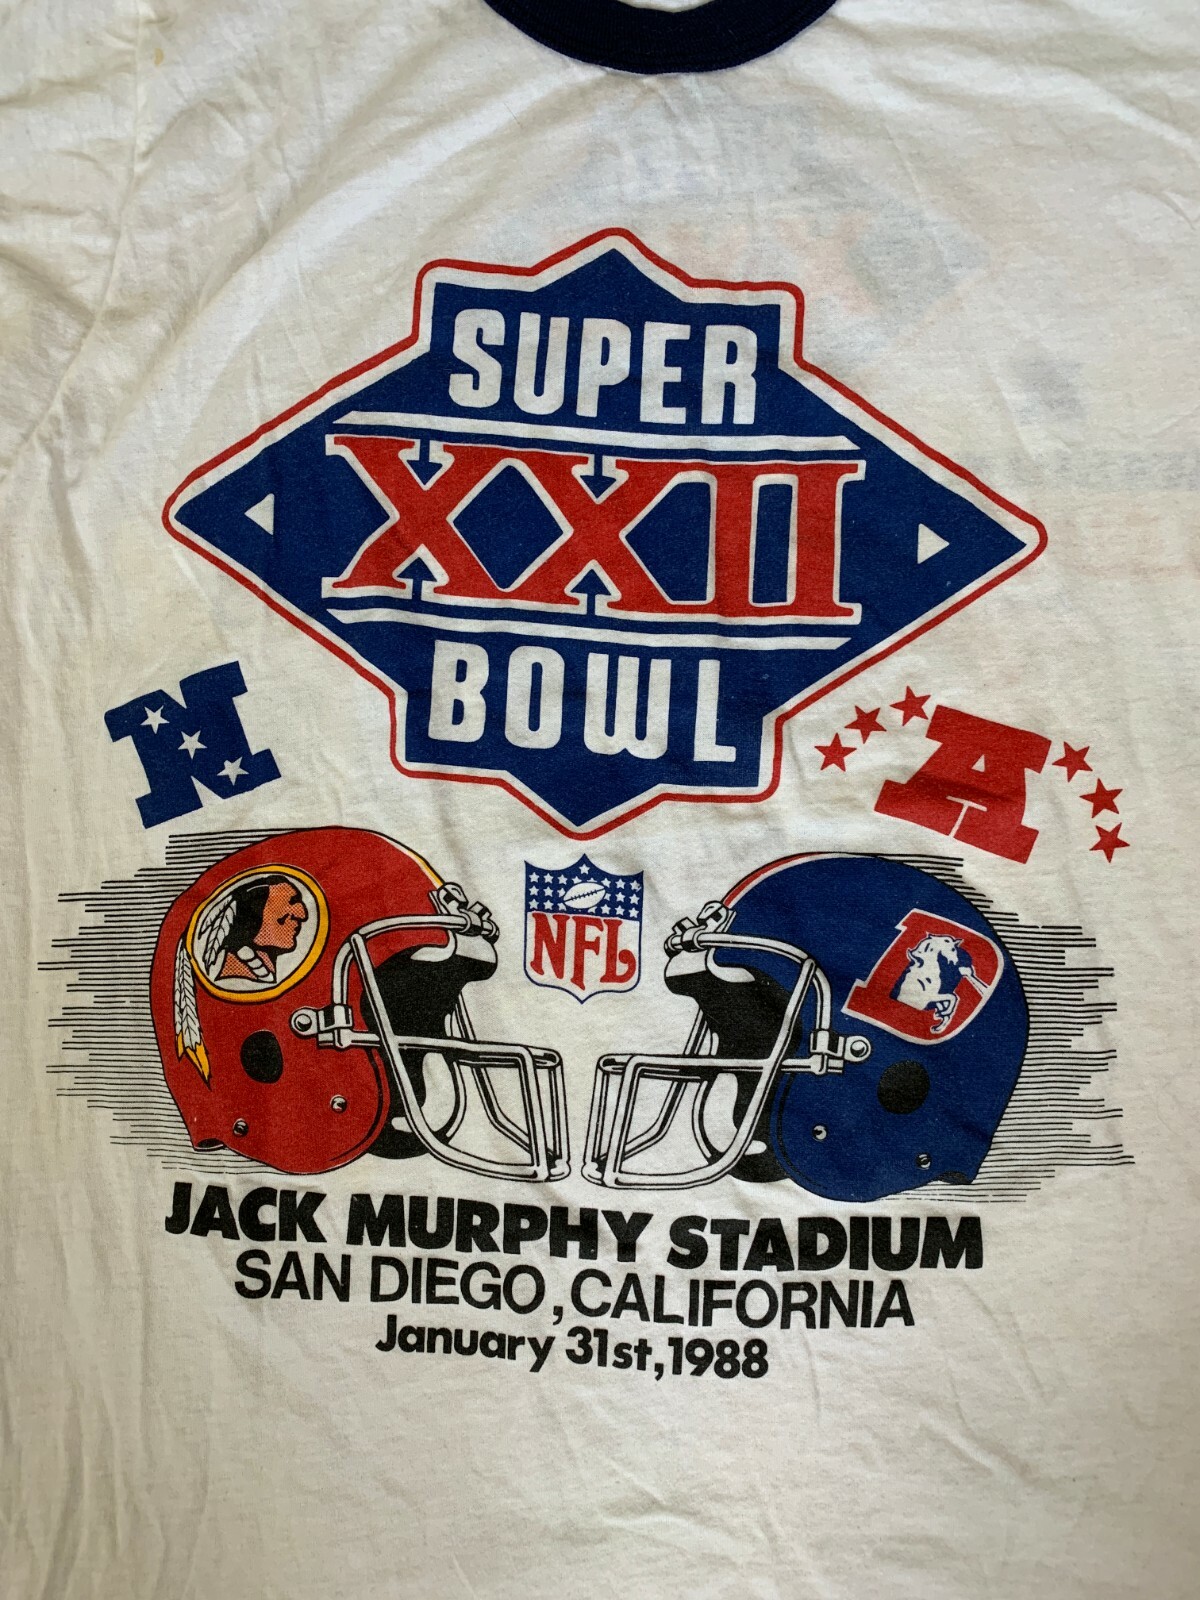 SUPER
XXII
BOWL
N
A
NFL
D
JACK MURPHY STADIUM
SAN DIEGO, CALIFORNIA
January 31st, 1988